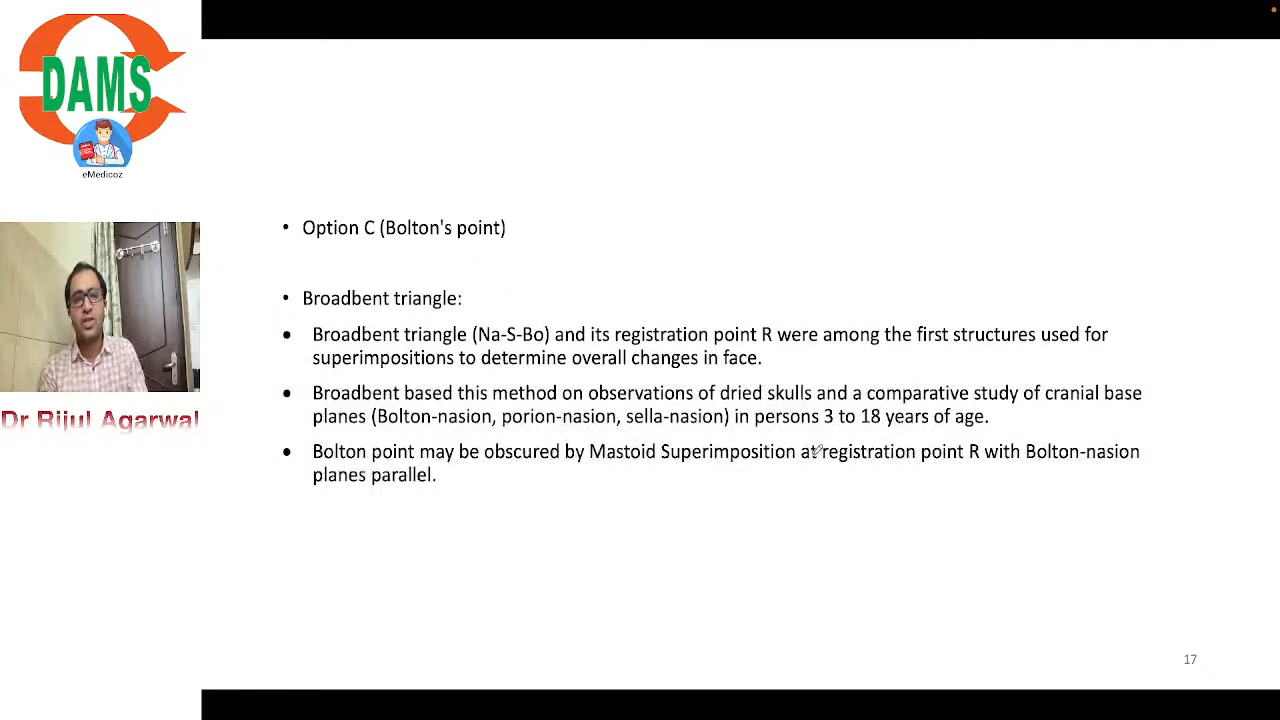 DAMS
eMedicoz
Dr Rijul Agarwal
• Option C (Bolton's point)
• Broadbent triangle:
• Broadbent triangle (Na-S-Bo) and its registration point R were among the first structures used for
superimpositions to determine overall changes in face.
• Broadbent based this method on observations of dried skulls and a comparative study of cranial base
planes (Bolton-nasion, porion-nasion, sella-nasion) in persons 3 to 18 years of age.
• Bolton point may be obscured by Mastoid Superimposition at registration point R with Bolton-nasion
planes parallel.
17